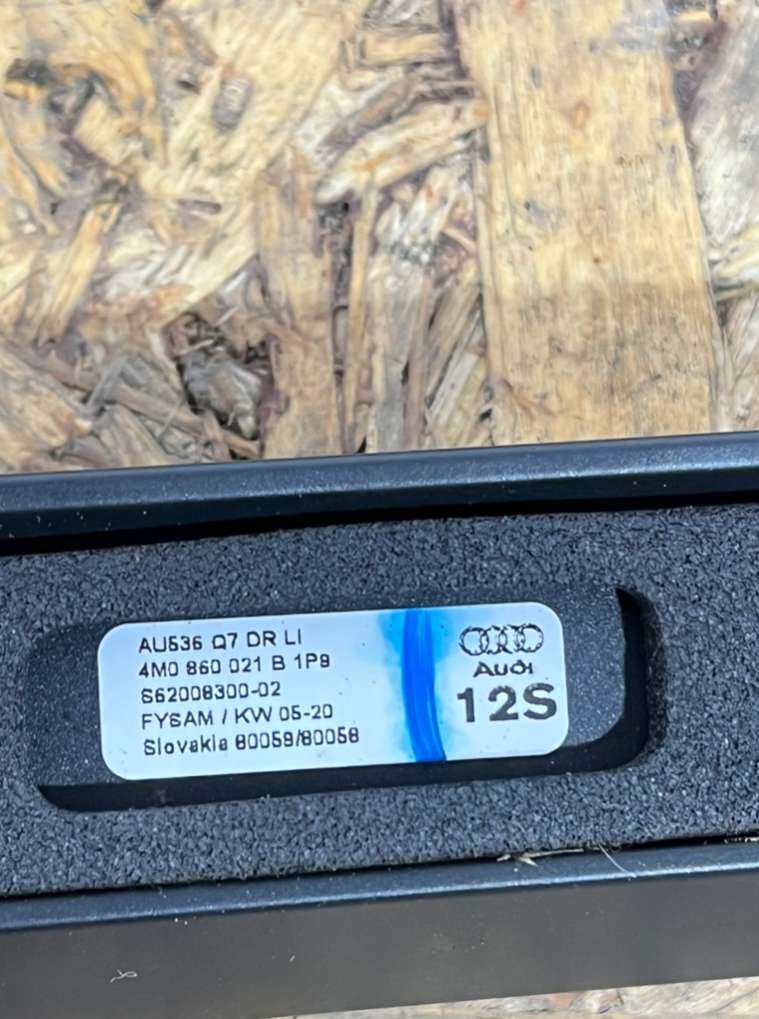 AU536 Q7 DR LI
4M0 860 021 B 1P9
S62008300-02
FYSAM / KW 05-20
Slovakia 80059/80058
Audi
12S